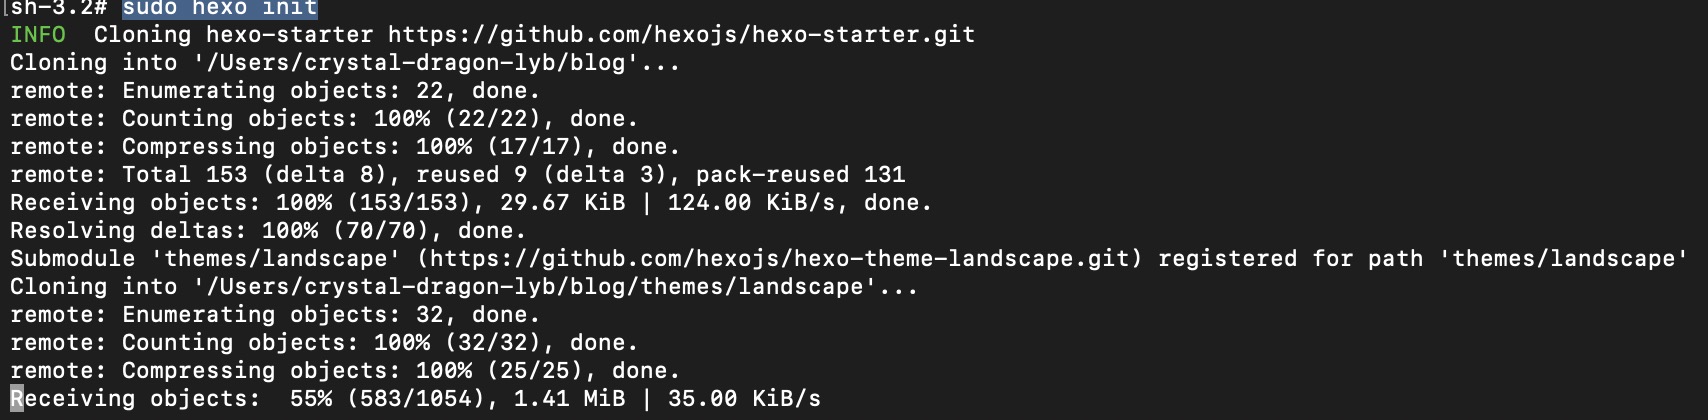 [sh-3.2# sudo hexo init
INFO  Cloning hexo-starter https://github.com/hexojs/hexo-starter.git
Cloning into '/Users/crystal-dragon-lyb/blog'...
remote: Enumerating objects: 22, done.
remote: Counting objects: 100% (22/22), done.
remote: Compressing objects: 100% (17/17), done.
remote: Total 153 (delta 8), reused 9 (delta 3), pack-reused 131
Receiving objects: 100% (153/153), 29.67 KiB | 124.00 KiB/s, done.
Resolving deltas: 100% (70/70), done.
Submodule 'themes/landscape' (https://github.com/hexojs/hexo-theme-landscape.git) registered for path 'themes/landscape'
Cloning into '/Users/crystal-dragon-lyb/blog/themes/landscape'...
remote: Enumerating objects: 32, done.
remote: Counting objects: 100% (32/32), done.
remote: Compressing objects: 100% (25/25), done.
Receiving objects:  55% (583/1054), 1.41 MiB | 35.00 KiB/s